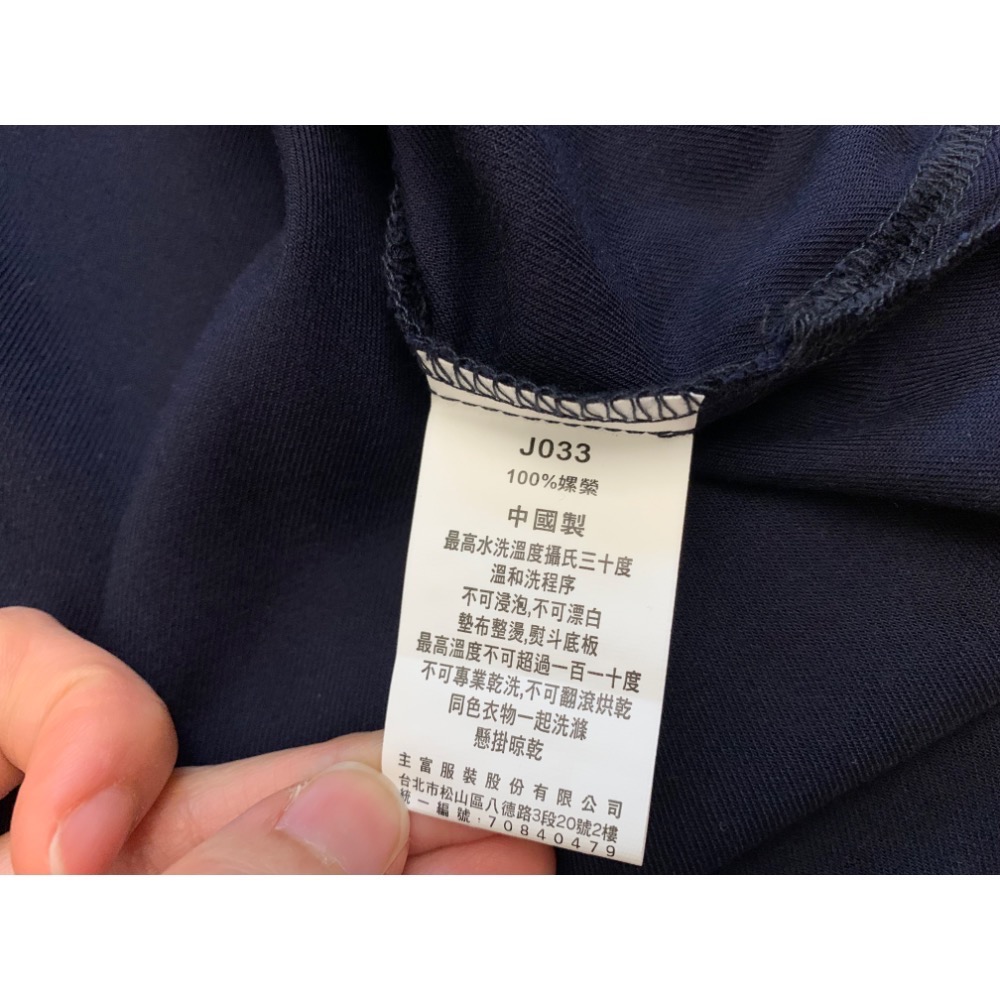 J033
100%嫘縈
中國製
最高水洗溫度攝氏三十度
溫和洗程序
不可浸泡,不可漂白
墊布整燙,熨斗底板
最高溫度不可超過一百一十度
不可專業乾洗,不可翻滾烘乾
同色衣物一起洗滌
懸掛晾乾
主富服裝股份有限公司
台北市松山區八德路3段20號2樓
統一編號:70840479